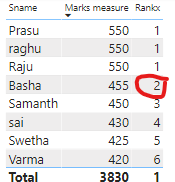 Sname Marks measure Rankx
Prasu 550 1
raghu 550 1
Raju 550 1
Basha 455 2
Samanth 450 3
sai 430 4
Swetha 425 5
Varma 420 6
Total 3830 1